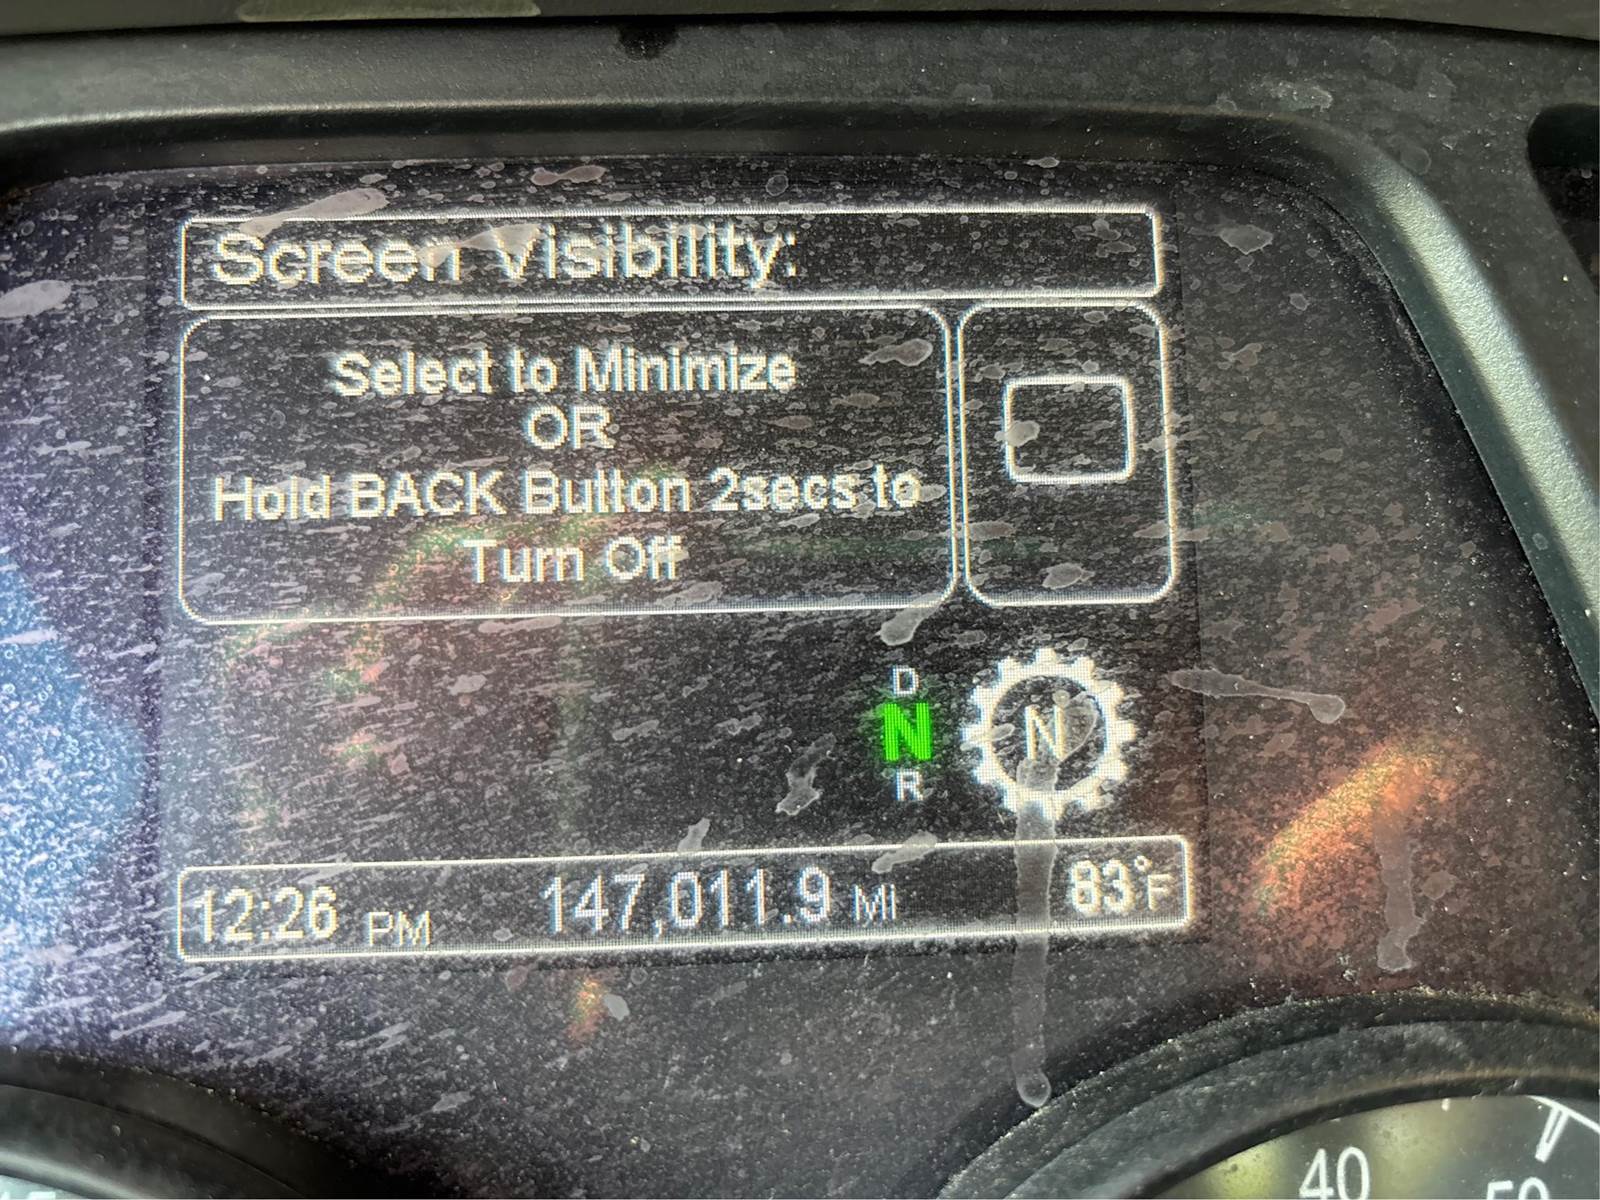 Screen Visibility:
Select to Minimize
OR
Hold BACK Button 2secs to
Turn Off
D
N
R
N
12:26 PM 147,011.9 MI 83°F
40
50